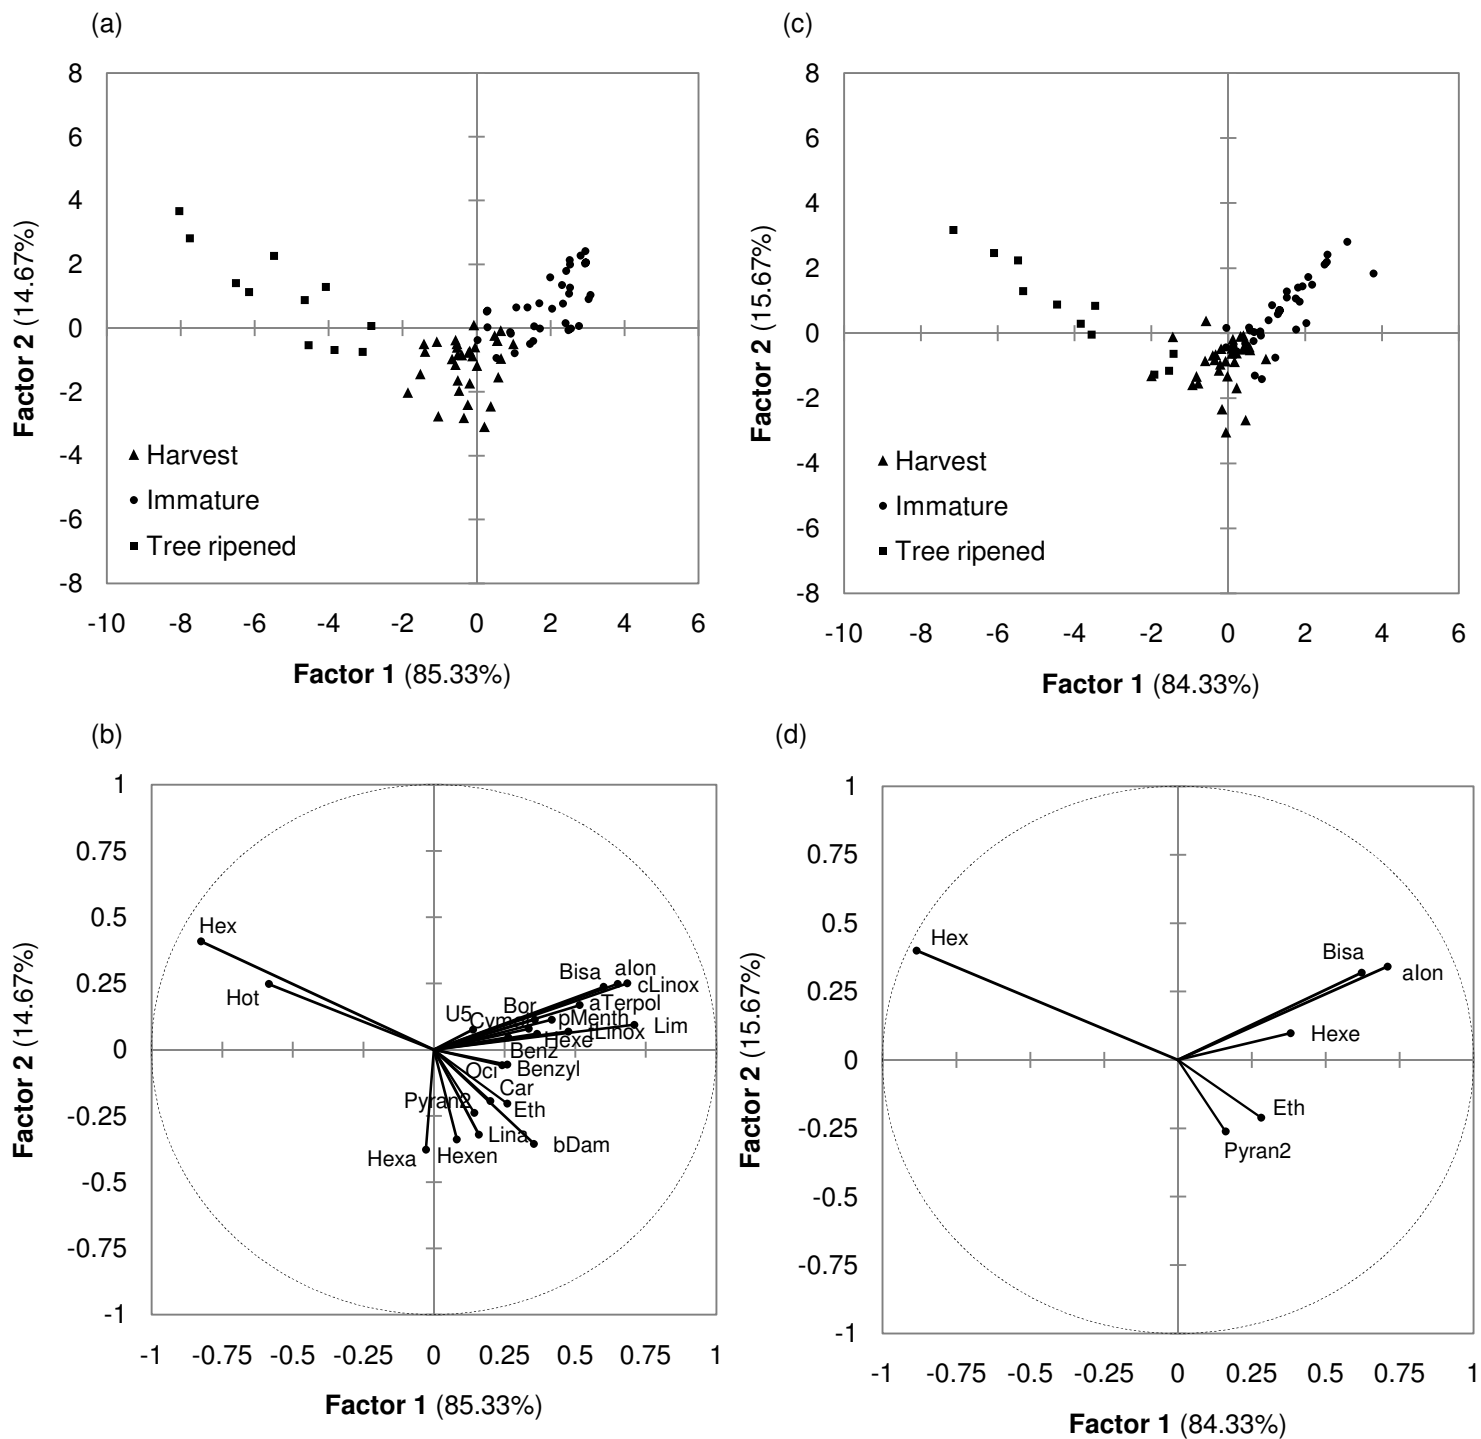 (a)
8
6
4
2
0
-2
-4
-6
-8
Factor 2 (14.67%)
Harvest
Immature
Tree ripened
-10 -8 -6 -4 -2 0 2 4 6
Factor 1 (85.33%)
(c)
8
6
4
2
0
-2
-4
-6
-8
Factor 2 (15.67%)
Harvest
Immature
Tree ripened
-10 -8 -6 -4 -2 0 2 4 6
Factor 1 (84.33%)
(b)
1
0.75
0.5
0.25
0
-0.25
-0.5
-0.75
-1
Factor 2 (14.67%)
Hex
Hot
Bisa
aIon
cLinox
U5
Bor
aTerpol
pMenth
Lim
Hexe
tLinox
Benz
Oci
Benzyl
Car
Pyran2
Eth
Lina
bDam
Hexa
Hexen
-1 -0.75 -0.5 -0.25 0 0.25 0.5 0.75 1
Factor 1 (85.33%)
(d)
1
0.75
0.5
0.25
0
-0.25
-0.5
-0.75
-1
Factor 2 (15.67%)
Hex
Bisa
aIon
Hexe
Eth
Pyran2
-1 -0.75 -0.5 -0.25 0 0.25 0.5 0.75 1
Factor 1 (84.33%)